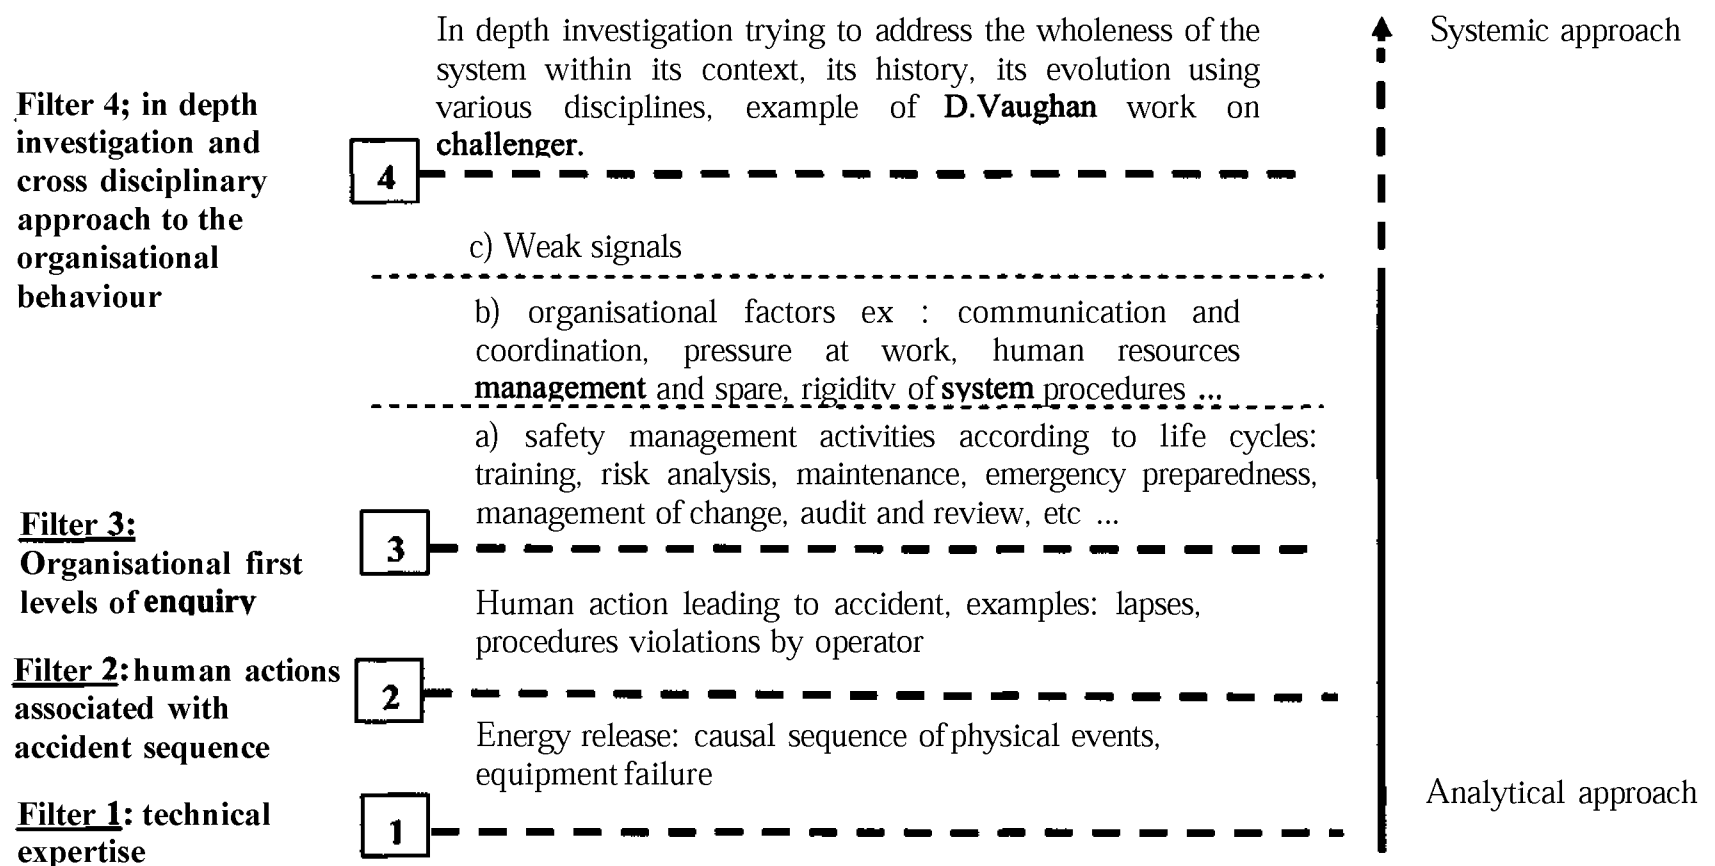 In depth investigation trying to address the wholeness of the
system within its context, its history, its evolution using
various disciplines, example of D.Vaughan work on
challenger.
Systemic approach
Filter 4; in depth
investigation and
cross disciplinary
approach to the
organisational
behaviour
4
c) Weak signals
b) organisational factors ex : communication and
coordination, pressure at work, human resources
management and spare, rigidity of system procedures ...
a) safety management activities according to life cycles:
training, risk analysis, maintenance, emergency preparedness,
management of change, audit and review, etc ...
Filter 3:
Organisational first
levels of enquiry
3
Human action leading to accident, examples: lapses,
procedures violations by operator
Filter 2: human actions
associated with
accident sequence
2
Energy release: causal sequence of physical events,
equipment failure
Analytical approach
Filter 1: technical
expertise
1